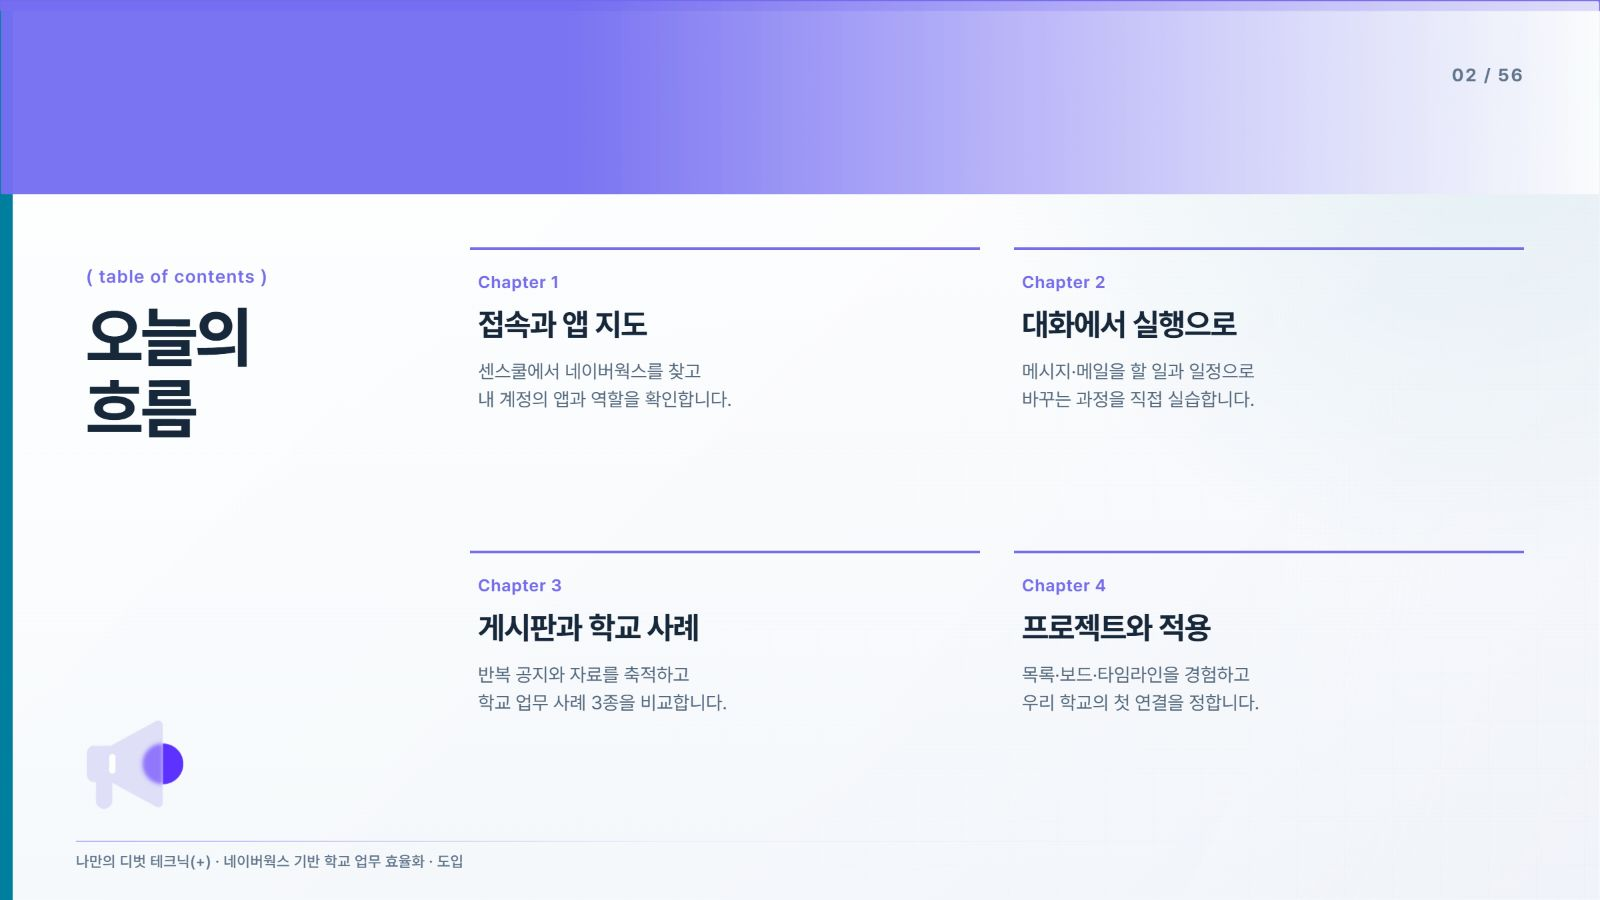 02 / 56
( table of contents )
오늘의
흐름
Chapter 1
접속과 앱 지도
센스쿨에서 네이버웍스를 찾고
내 계정의 앱과 역할을 확인합니다.
Chapter 2
대화에서 실행으로
메시지·메일을 할 일과 일정으로
바꾸는 과정을 직접 실습합니다.
Chapter 3
게시판과 학교 사례
반복 공지와 자료를 축적하고
학교 업무 사례 3종을 비교합니다.
Chapter 4
프로젝트와 적용
목록·보드·타임라인을 경험하고
우리 학교의 첫 연결을 정합니다.
나만의 디벗 테크닉(+) · 네이버웍스 기반 학교 업무 효율화 · 도입